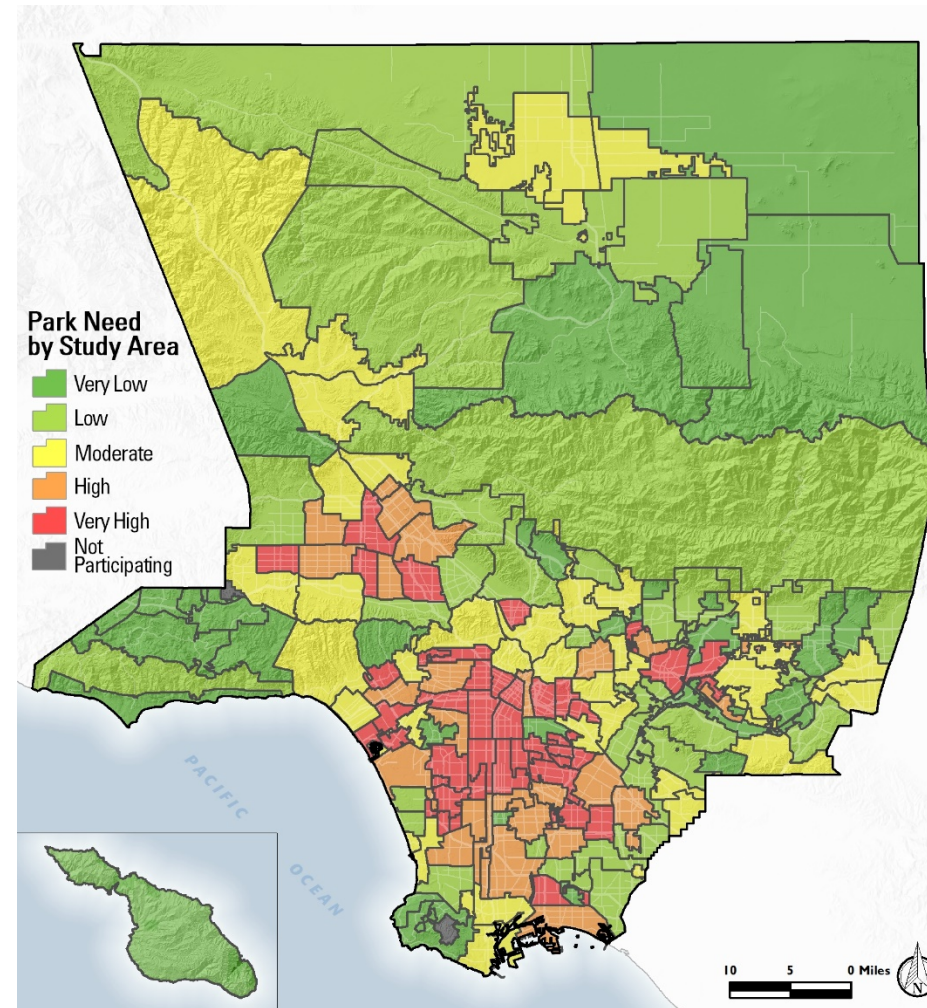 Park Need
by Study Area
Very Low
Low
Moderate
High
Very High
Not
Participating
PACIFIC
OCEAN
10 5 0 Miles
N